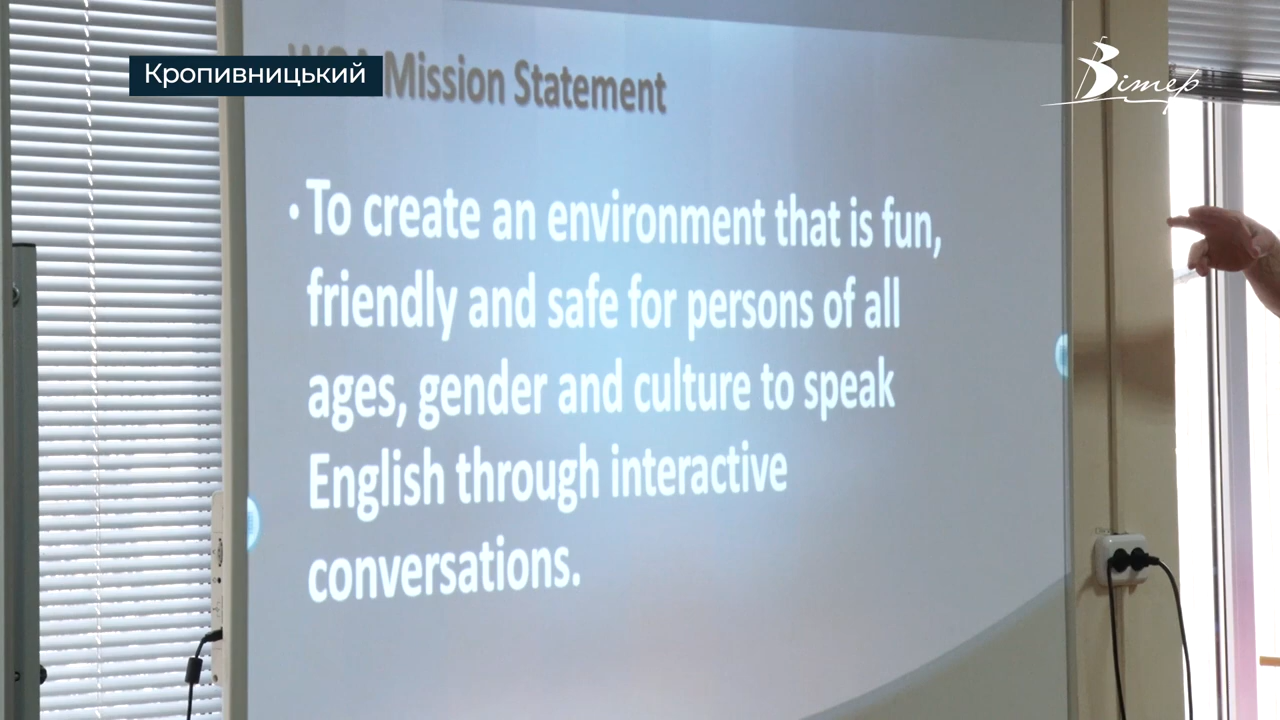 Кропивницький
Вітер
Mission Statement
• To create an environment that is fun,
friendly and safe for persons of all
ages, gender and culture to speak
English through interactive
conversations.